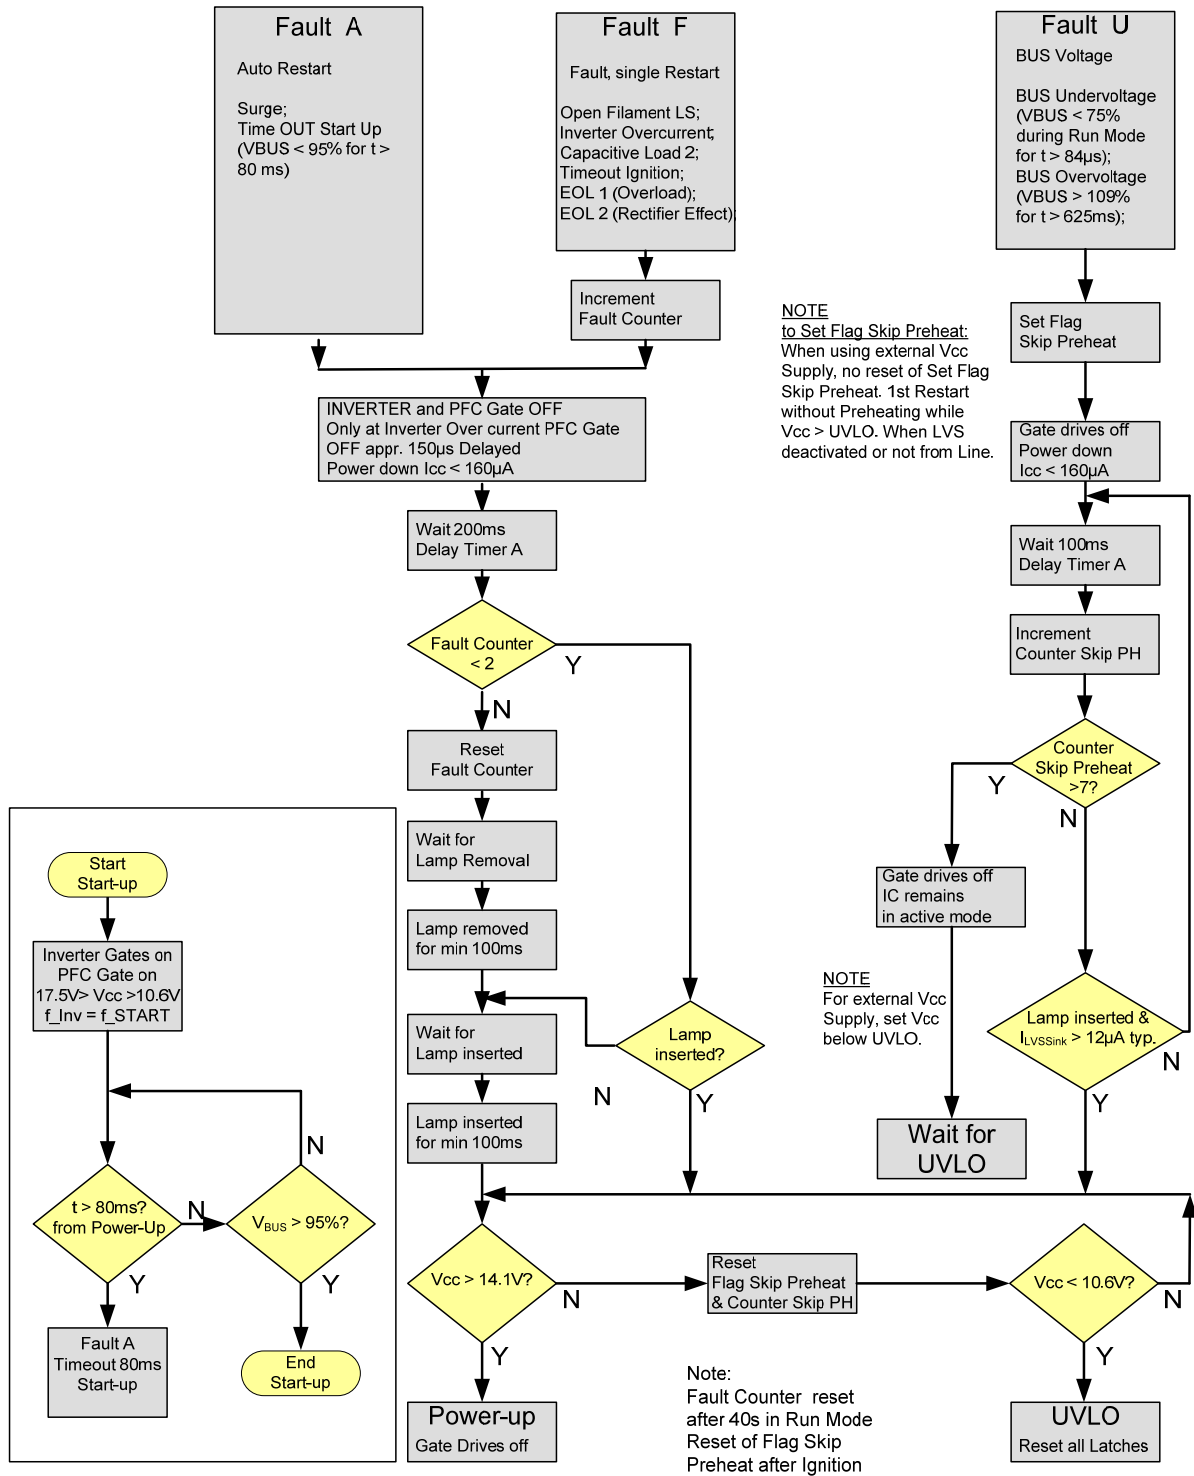 Fault A
Auto Restart
Surge;
Time OUT Start Up
(VBUS < 95% for t >
80 ms)
Fault F
Fault, single Restart
Open Filament LS;
Inverter Overcurrent;
Capacitive Load 2;
Timeout Ignition;
EOL 1 (Overload);
EOL 2 (Rectifier Effect);
Fault U
BUS Voltage
BUS Undervoltage
(VBUS < 75%
during Run Mode
for t > 84µs);
BUS Overvoltage
(VBUS > 109%
for t > 625ms);
Increment
Fault Counter
NOTE
to Set Flag Skip Preheat:
When using external Vcc
Supply, no reset of Set Flag
Skip Preheat. 1st Restart
without Preheating while
Vcc > UVLO. When LVS
deactivated or not from Line.
Set Flag
Skip Preheat
INVERTER and PFC Gate OFF
Only at Inverter Over current PFC Gate
OFF appr. 150µs Delayed
Power down Icc < 160µA
Gate drives off
Power down
Icc < 160µA
Wait 200ms
Delay Timer A
Wait 100ms
Delay Timer A
Fault Counter
< 2
Y
N
Increment
Counter Skip PH
Reset
Fault Counter
Counter
Skip Preheat
>7?
Y
N
Wait for
Lamp Removal
Gate drives off
IC remains
in active mode
Lamp removed
for min 100ms
NOTE
For external Vcc
Supply, set Vcc
below UVLO.
Wait for
Lamp inserted
Lamp
inserted?
N
Y
Lamp inserted &
ILVSSink > 12µA typ.
N
Y
Lamp inserted
for min 100ms
Wait for
UVLO
Start
Start-up
Inverter Gates on
PFC Gate on
17.5V> Vcc >10.6V
f_Inv = f_START
N
t > 80ms?
from Power-Up
N
VBUS > 95%?
Y
Y
Fault A
Timeout 80ms
Start-up
End
Start-up
Vcc > 14.1V?
N
Y
Reset
Flag Skip Preheat
& Counter Skip PH
Vcc < 10.6V?
N
Y
Power-up
Gate Drives off
Note:
Fault Counter reset
after 40s in Run Mode
Reset of Flag Skip
Preheat after Ignition
UVLO
Reset all Latches